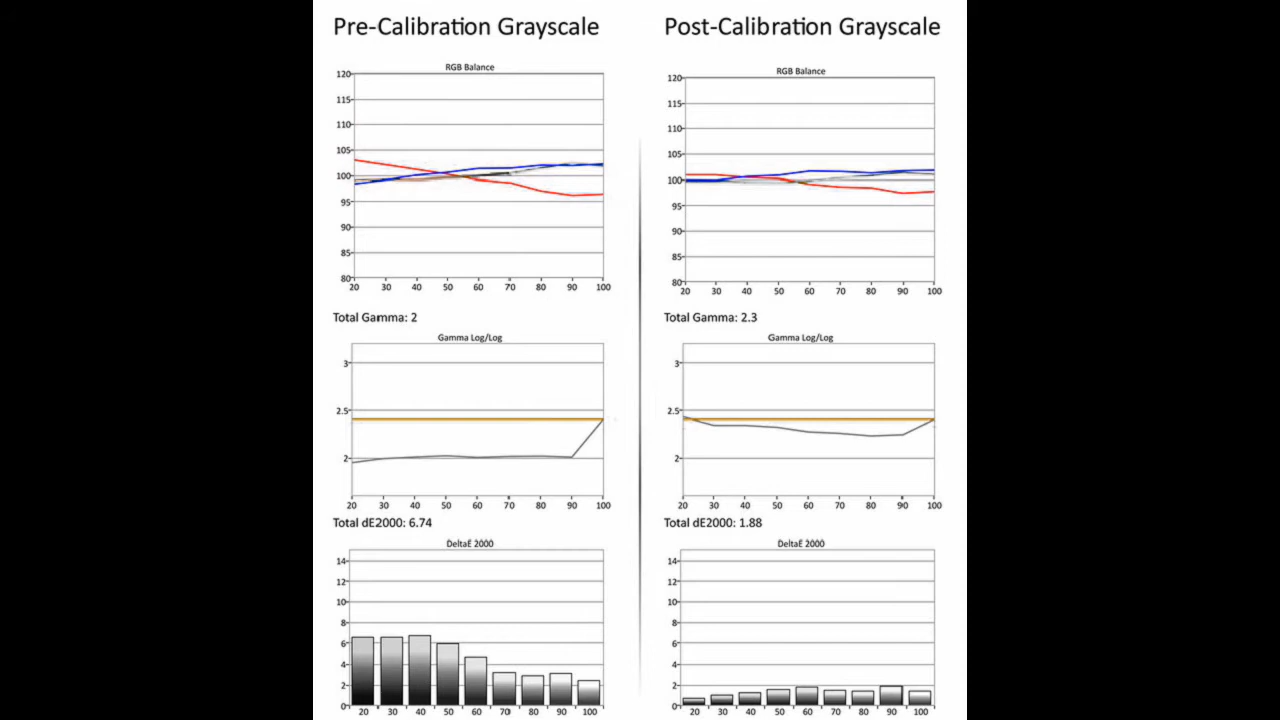 Pre-Calibration Grayscale
RGB Balance
120
115
110
105
100
95
90
85
80
20 30 40 50 60 70 80 90 100
Total Gamma: 2
Gamma Log/Log
3
2.5
2
20 30 40 50 60 70 80 90 100
Total dE2000: 6.74
DeltaE 2000
14
12
10
8
6
4
2
0
20 30 40 50 60 70 80 90 100
Post-Calibration Grayscale
RGB Balance
120
115
110
105
100
95
90
85
80
20 30 40 50 60 70 80 90 100
Total Gamma: 2.3
Gamma Log/Log
3
2.5
2
20 30 40 50 60 70 80 90 100
Total dE2000: 1.88
DeltaE 2000
14
12
10
8
6
4
2
0
20 30 40 50 60 70 80 90 100